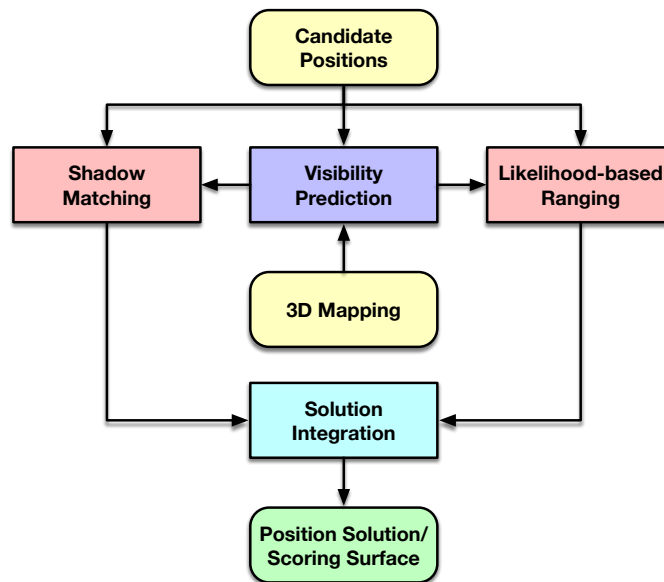 Candidate
Positions
Shadow
Matching
Visibility
Prediction
Likelihood-based
Ranging
3D Mapping
Solution
Integration
Position Solution/
Scoring Surface